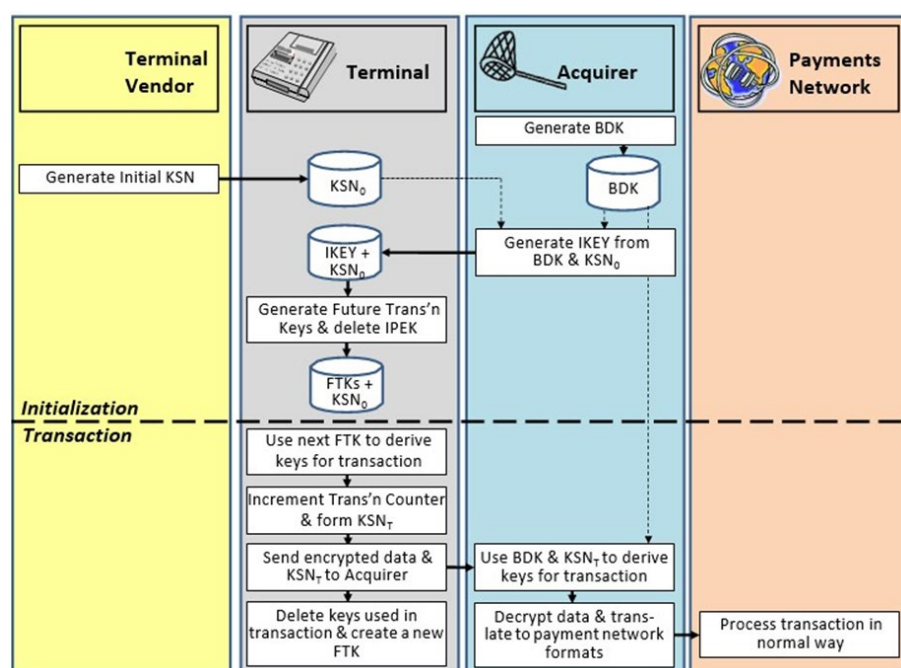 Terminal
Vendor
Terminal
Acquirer
Payments
Network
Generate BDK
Generate Initial KSN
KSN₀
BDK
IKEY +
KSN₀
Generate IKEY from
BDK & KSN₀
Generate Future Trans'n
Keys & delete IPEK
FTKs +
KSN₀
Initialization
Transaction
Use next FTK to derive
keys for transaction
Increment Trans'n Counter
& form KSN_T
Send encrypted data &
KSN_T to Acquirer
Use BDK & KSN_T to derive
keys for transaction
Delete keys used in
transaction & create a new
FTK
Decrypt data & trans-
late to payment network
formats
Process transaction in
normal way